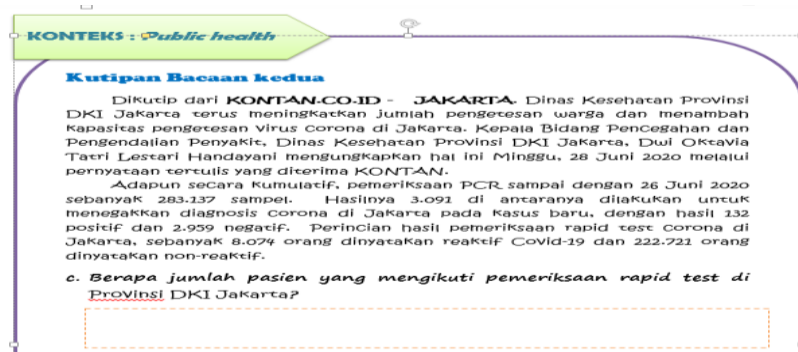 KONTEKS : Public health
Kutipan Bacaan kedua
Dikutip dari KONTAN.CO.ID - JAKARTA. Dinas Kesehatan Provinsi
DKI Jakarta terus meningkatkan jumlah pengetesan warga dan menambah
kapasitas pengetesan virus corona di Jakarta. Kepala Bidang Pencegahan dan
Pengendalian Penyakit, Dinas Kesehatan Provinsi DKI Jakarta, Dwi Oktavia
Tatri Lestari Handayani mengungkapkan hal ini Minggu, 28 Juni 2020 melalui
pernyataan tertulis yang diterima KONTAN.
Adapun secara kumulatif, pemeriksaan PCR sampai dengan 26 Juni 2020
sebanyak 283.137 sampel. Hasilnya 3.091 di antaranya dilakukan untuk
menegakkan diagnosis corona di Jakarta pada kasus baru, dengan hasil 132
positif dan 2.959 negatif. Perincian hasil pemeriksaan rapid test corona di
Jakarta, sebanyak 8.074 orang dinyatakan reaktif Covid-19 dan 222.721 orang
dinyatakan non-reaktif.
c. Berapa jumlah pasien yang mengikuti pemeriksaan rapid test di
Provinsi DKI Jakarta?